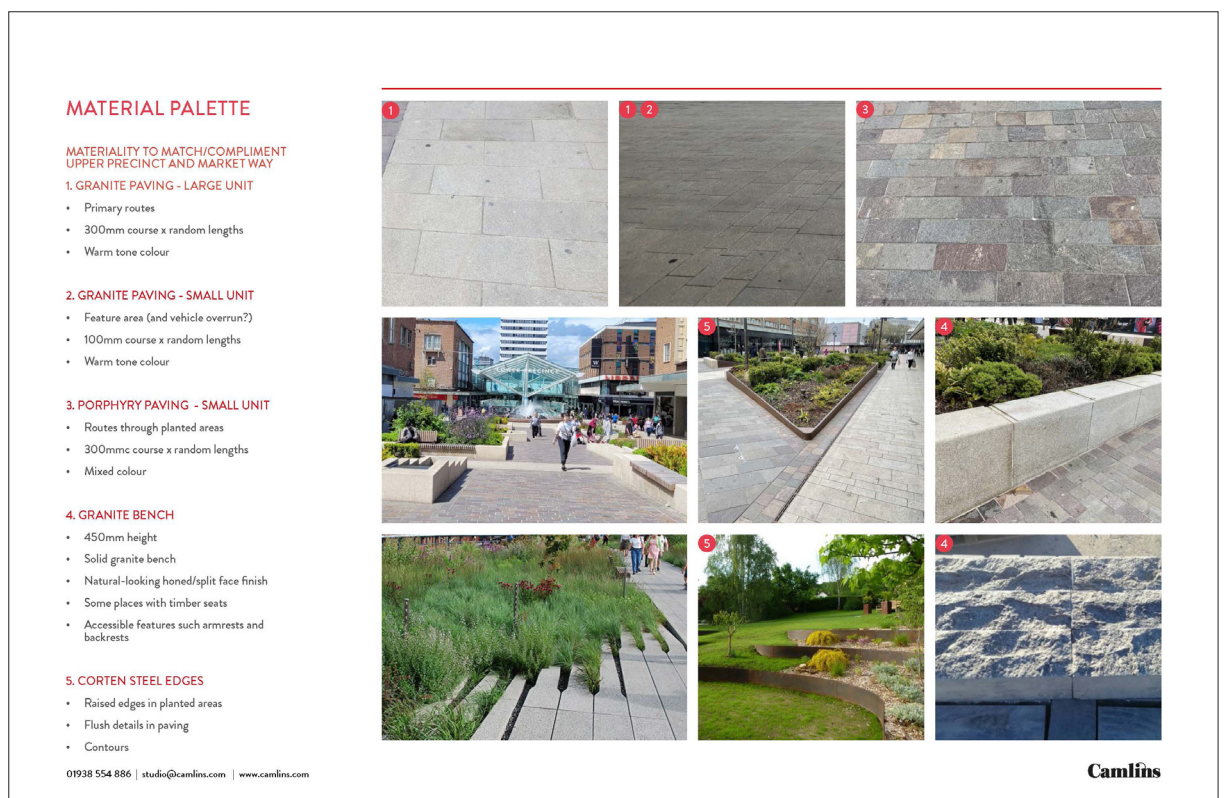 MATERIAL PALETTE
MATERIALITY TO MATCH/COMPLIMENT
UPPER PRECINCT AND MARKET WAY
1. GRANITE PAVING - LARGE UNIT
• Primary routes
• 300mm course x random lengths
• Warm tone colour
2. GRANITE PAVING - SMALL UNIT
• Feature area (and vehicle overrun?)
• 100mm course x random lengths
• Warm tone colour
3. PORPHYRY PAVING - SMALL UNIT
• Routes through planted areas
• 300mmc course x random lengths
• Mixed colour
4. GRANITE BENCH
• 450mm height
• Solid granite bench
• Natural-looking honed/split face finish
• Some places with timber seats
• Accessible features such armrests and
backrests
5. CORTEN STEEL EDGES
• Raised edges in planted areas
• Flush details in paving
• Contours
1
1 2
3
LOWER PRECINCT
5
4
5
4
01938 554 886 | studio@camlins.com | www.camlins.com
Camlins